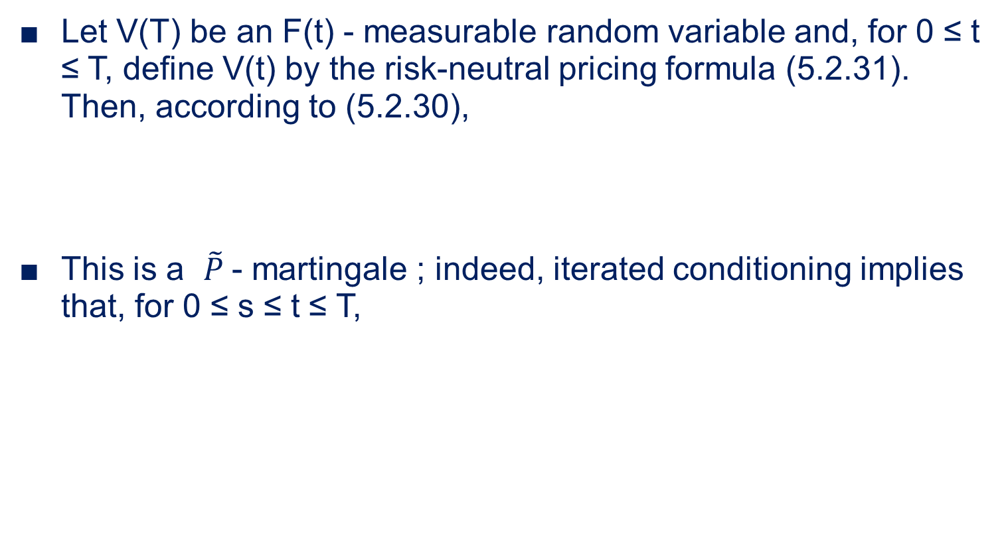 ■ Let V(T) be an F(t) - measurable random variable and, for 0 ≤ t
≤ T, define V(t) by the risk-neutral pricing formula (5.2.31).
Then, according to (5.2.30),
■ This is a P̃ - martingale ; indeed, iterated conditioning implies
that, for 0 ≤ s ≤ t ≤ T,